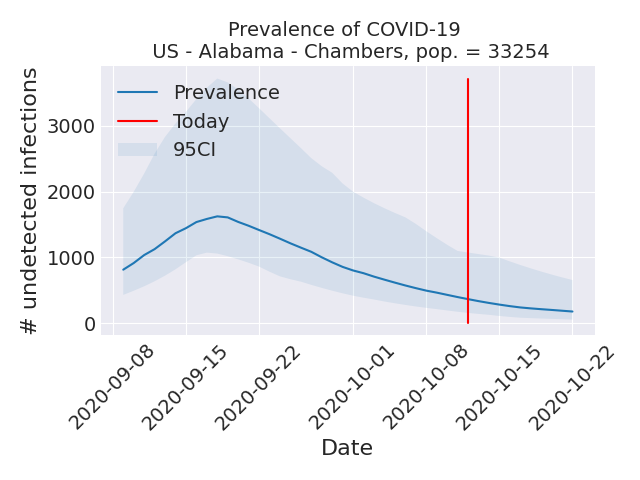 Prevalence of COVID-19
US - Alabama - Chambers, pop. = 33254
# undetected infections
3000
2000
1000
0
Prevalence
Today
95CI
2020-09-08
2020-09-15
2020-09-22
2020-10-01
2020-10-08
2020-10-15
2020-10-22
Date